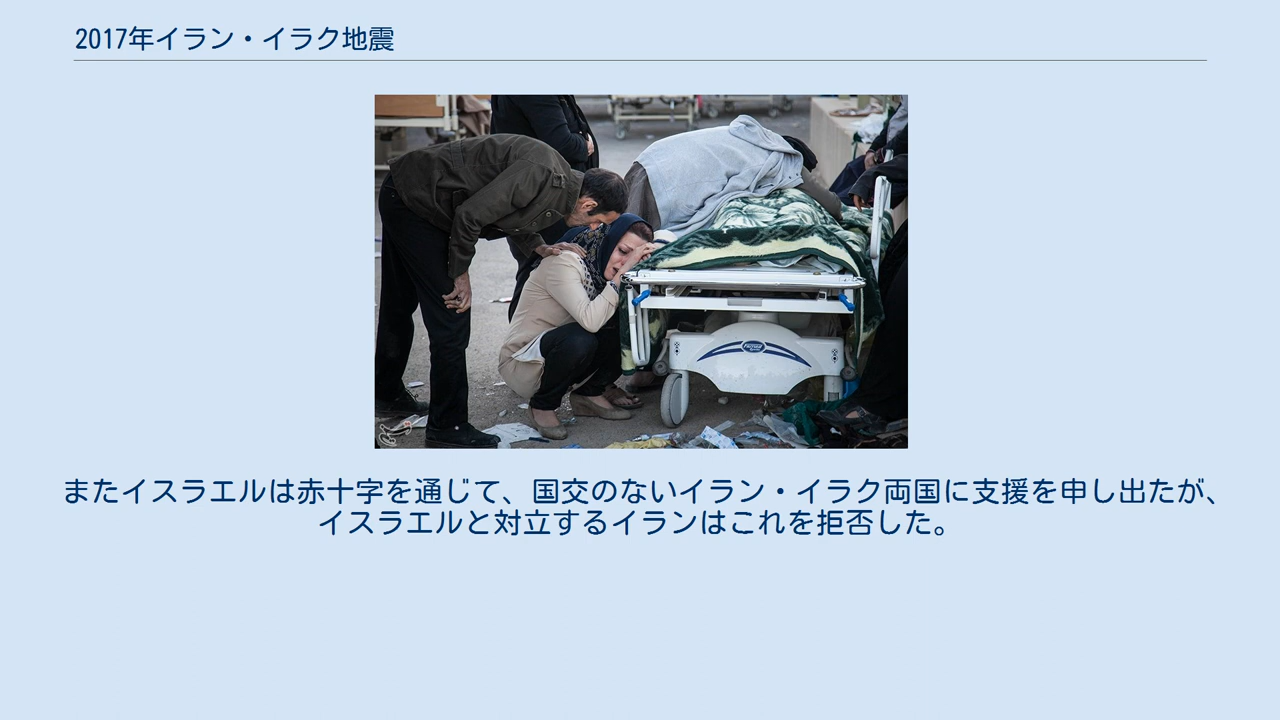 2017年イラン・イラク地震
またイスラエルは赤十字を通じて、国交のないイラン・イラク両国に支援を申し出たが、
イスラエルと対立するイランはこれを拒否した。